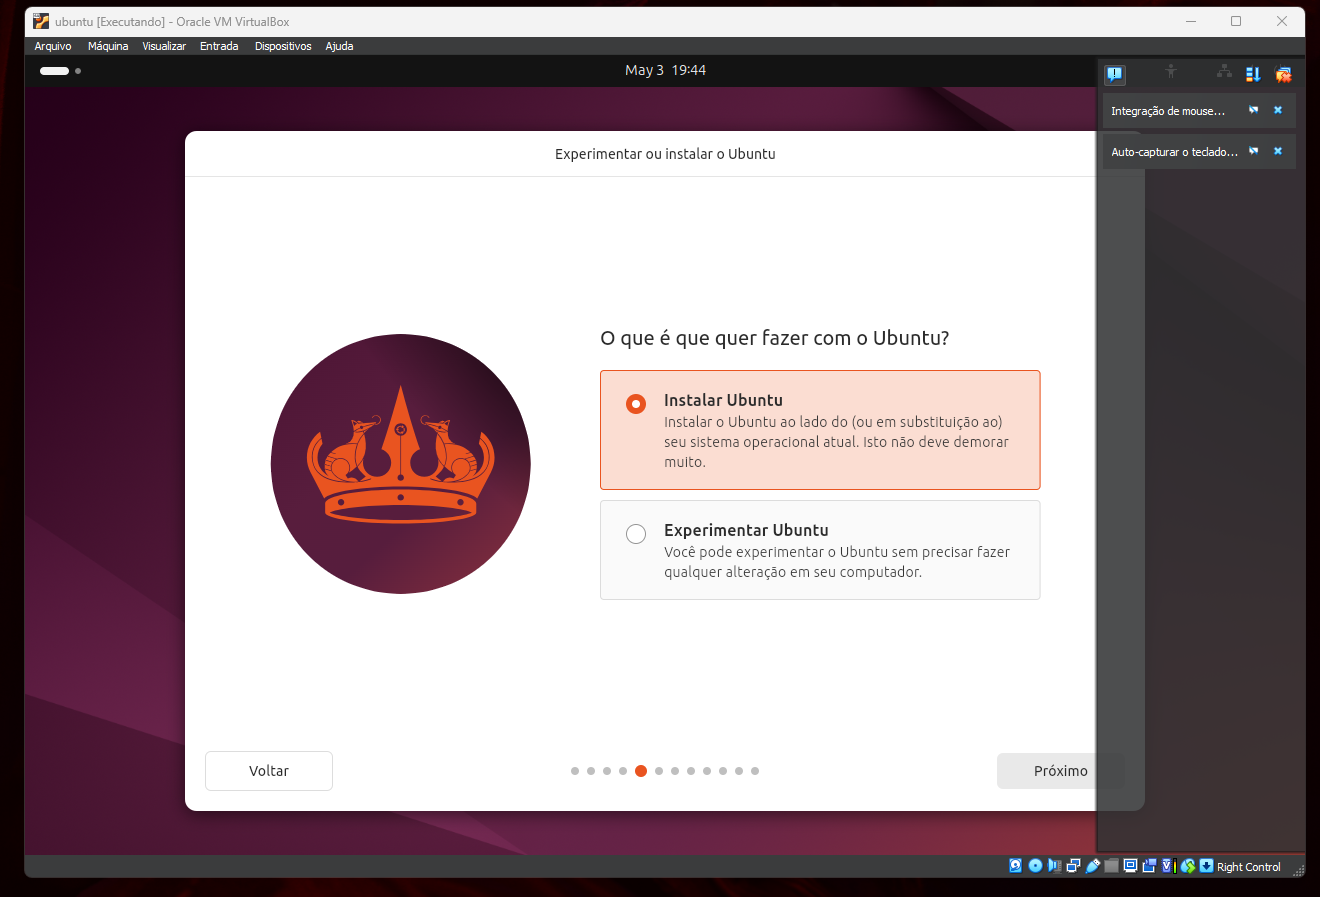 ubuntu [Executando] - Oracle VM VirtualBox
Arquivo Máquina Visualizar Entrada Dispositivos Ajuda
May 3 19:44
Integração de mouse...
Experimentar ou instalar o Ubuntu
Auto-capturar o teclado...
O que é que quer fazer com o Ubuntu?
Instalar Ubuntu
Instalar o Ubuntu ao lado do (ou em substituição ao)
seu sistema operacional atual. Isto não deve demorar
muito.
Experimentar Ubuntu
Você pode experimentar o Ubuntu sem precisar fazer
qualquer alteração em seu computador.
Voltar
Próximo
Right Control